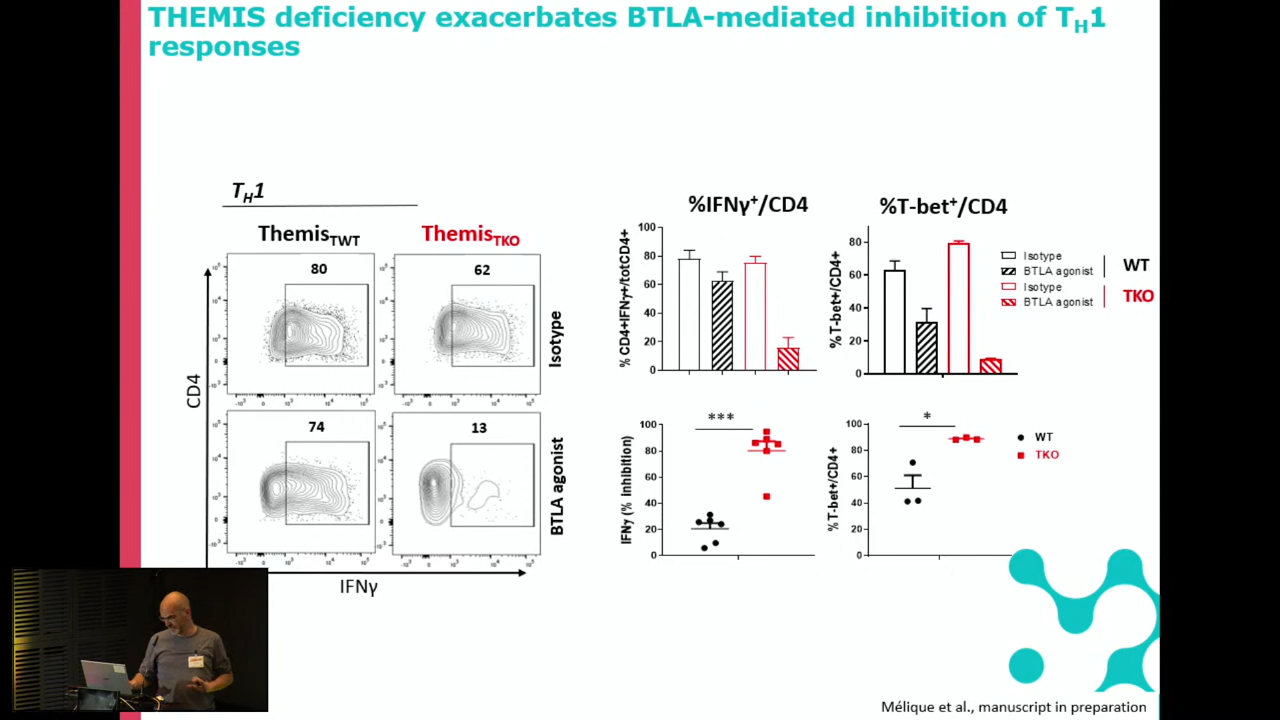 THEMIS deficiency exacerbates BTLA-mediated inhibition of TH1
responses
TH1
ThemisTWT
ThemisTKO
80
62
Isotype
74
13
BTLA agonist
CD4
IFNγ
%IFNγ+/CD4
% CD4+IFNγ+/totCD4+
100
80
60
40
20
0
%T-bet+/CD4
%T-bet+/CD4+
80
60
40
20
0
Isotype
BTLA agonist
WT
Isotype
BTLA agonist
TKO
***
IFNγ (% Inhibition)
100
80
60
40
20
0
*
%T-bet+/CD4+
100
80
60
40
20
0
WT
TKO
Mélique et al., manuscript in preparation